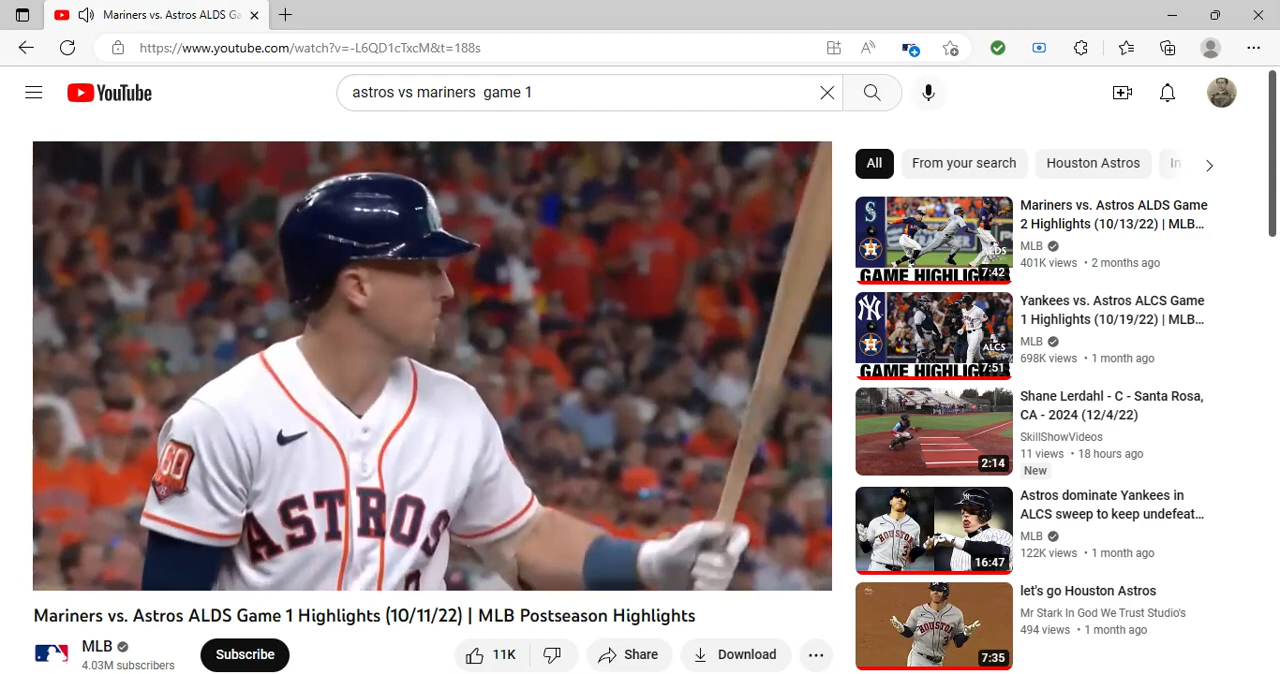 Mariners vs. Astros ALDS Ga
https://www.youtube.com/watch?v=-L6QD1cTxcM&t=188s
YouTube
astros vs mariners  game 1
60
ASTROS
Mariners vs. Astros ALDS Game 1 Highlights (10/11/22) | MLB Postseason Highlights
MLB
4.03M subscribers
Subscribe
11K
Share
Download
All
From your search
Houston Astros
In
S
H
GAME HIGHLIG
7:42
Mariners vs. Astros ALDS Game
2 Highlights (10/13/22) | MLB...
MLB
401K views • 2 months ago
NY
H
ALCS
GAME HIGHLIG
7:51
Yankees vs. Astros ALCS Game
1 Highlights (10/19/22) | MLB...
MLB
698K views • 1 month ago
2:14
Shane Lerdahl - C - Santa Rosa,
CA - 2024 (12/4/22)
SkillShowVideos
11 views • 18 hours ago
New
HOUSTON
3
16:47
Astros dominate Yankees in
ALCS sweep to keep undefeat...
MLB
122K views • 1 month ago
HOUSTON
3
7:35
let's go Houston Astros
Mr Stark In God We Trust Studio's
494 views • 1 month ago